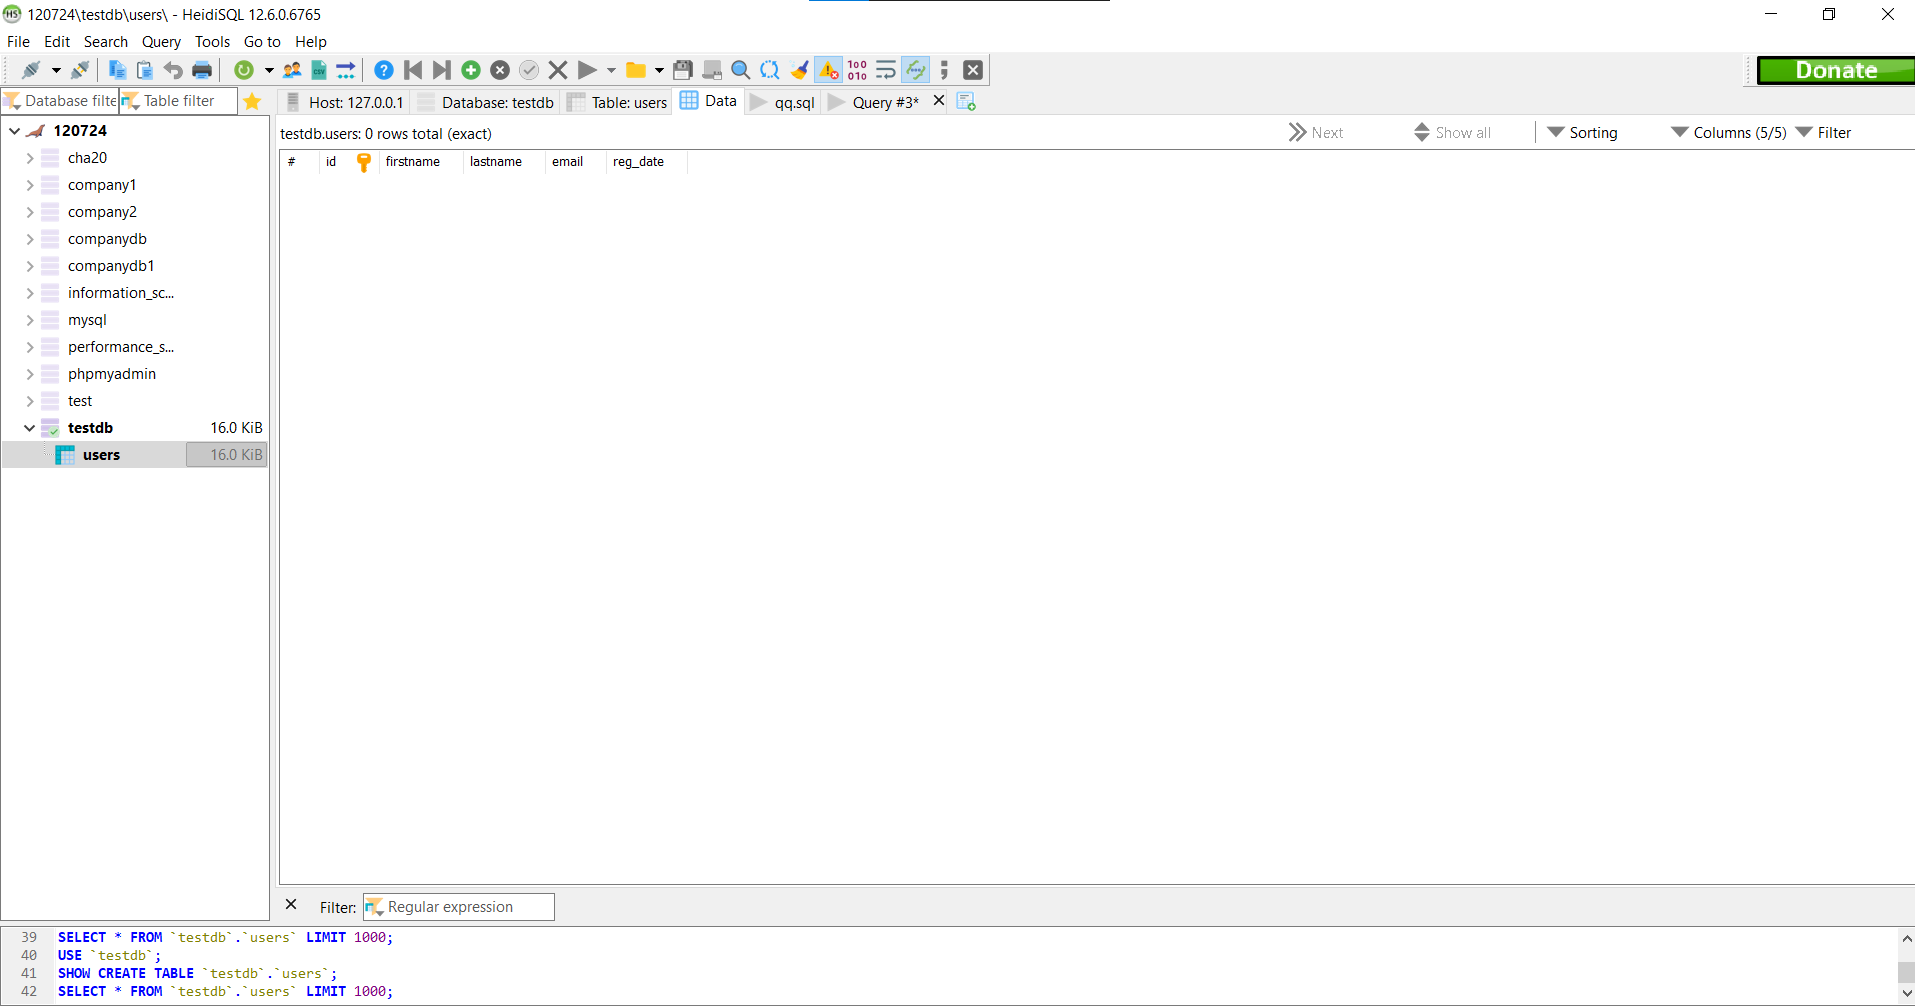 120724\testdb\users\ - HeidiSQL 12.6.0.6765
File Edit Search Query Tools Go to Help
Donate
Database filte Table filter
Host: 127.0.0.1 Database: testdb Table: users Data qq.sql Query #3*
testdb.users: 0 rows total (exact) Next Show all Sorting Columns (5/5) Filter
# id firstname lastname email reg_date
120724
cha20
company1
company2
companydb
companydb1
information_sc...
mysql
performance_s...
phpmyadmin
test
testdb 16.0 KiB
users 16.0 KiB
Filter: Regular expression
39 SELECT * FROM `testdb`.`users` LIMIT 1000;
40 USE `testdb`;
41 SHOW CREATE TABLE `testdb`.`users`;
42 SELECT * FROM `testdb`.`users` LIMIT 1000;